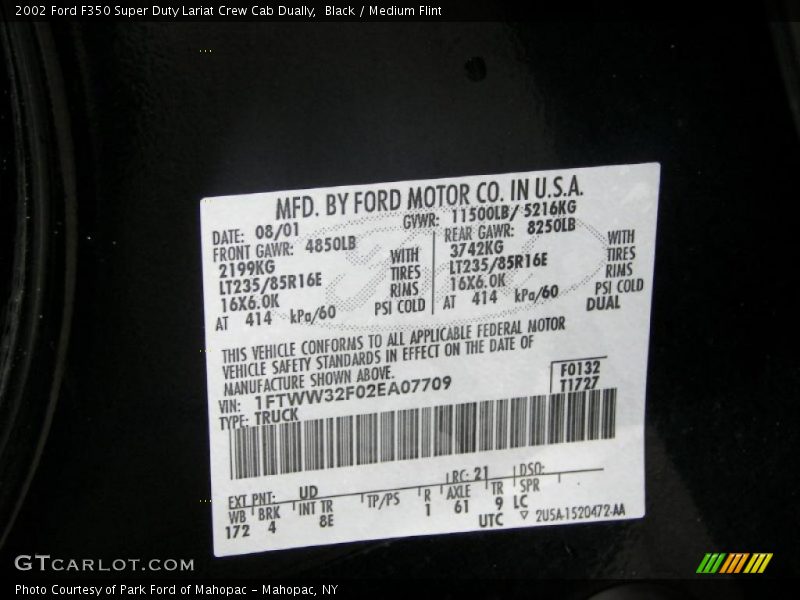 2002 Ford F350 Super Duty Lariat Crew Cab Dually, Black / Medium Flint
MFD. BY FORD MOTOR CO. IN U.S.A.
DATE: 08/01 GVWR: 11500LB/ 5216KG
FRONT GAWR: 4850LB REAR GAWR: 8250LB
2199KG WITH 3742KG WITH
LT235/85R16E TIRES LT235/85R16E TIRES
16X6.0K RIMS 16X6.0K RIMS
AT 414 kPa/60 PSI COLD AT 414 kPa/60 PSI COLD
DUAL
THIS VEHICLE CONFORMS TO ALL APPLICABLE FEDERAL MOTOR
VEHICLE SAFETY STANDARDS IN EFFECT ON THE DATE OF
MANUFACTURE SHOWN ABOVE.
VIN: 1FTWW32F02EA07709 F0132
TYPE: TRUCK T1727
EXT PNT: UD RC: 21 DSO:
WB BRK INT TR TP/PS R AXLE TR SPR
172 4 8E 1 61 9 LC
UTC 2USA-1520472-AA
GTCARLOT.COM
Photo Courtesy of Park Ford of Mahopac - Mahopac, NY